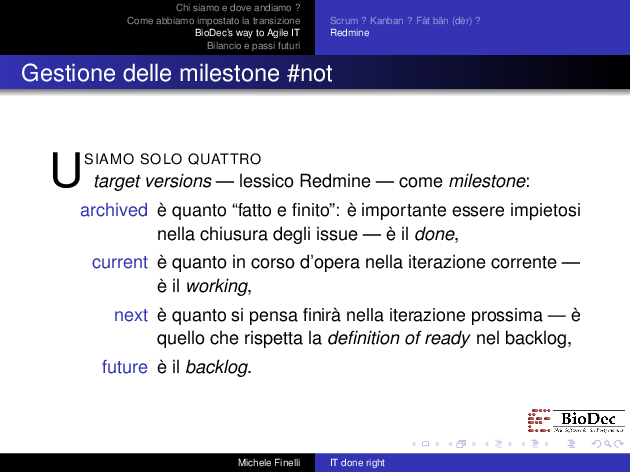 Chi siamo e dove andiamo ?
Come abbiamo impostato la transizione
BioDec's way to Agile IT
Bilancio e passi futuri
Scrum ? Kanban ? Fàt bän (dèr) ?
Redmine
Gestione delle milestone #not
USIAMO SOLO QUATTRO
target versions — lessico Redmine — come milestone:
archived è quanto “fatto e finito”: è importante essere impietosi
nella chiusura degli issue — è il done,
current è quanto in corso d'opera nella iterazione corrente —
è il working,
next è quanto si pensa finirà nella iterazione prossima — è
quello che rispetta la definition of ready nel backlog,
future è il backlog.
BioDec
Michele Finelli
IT done right